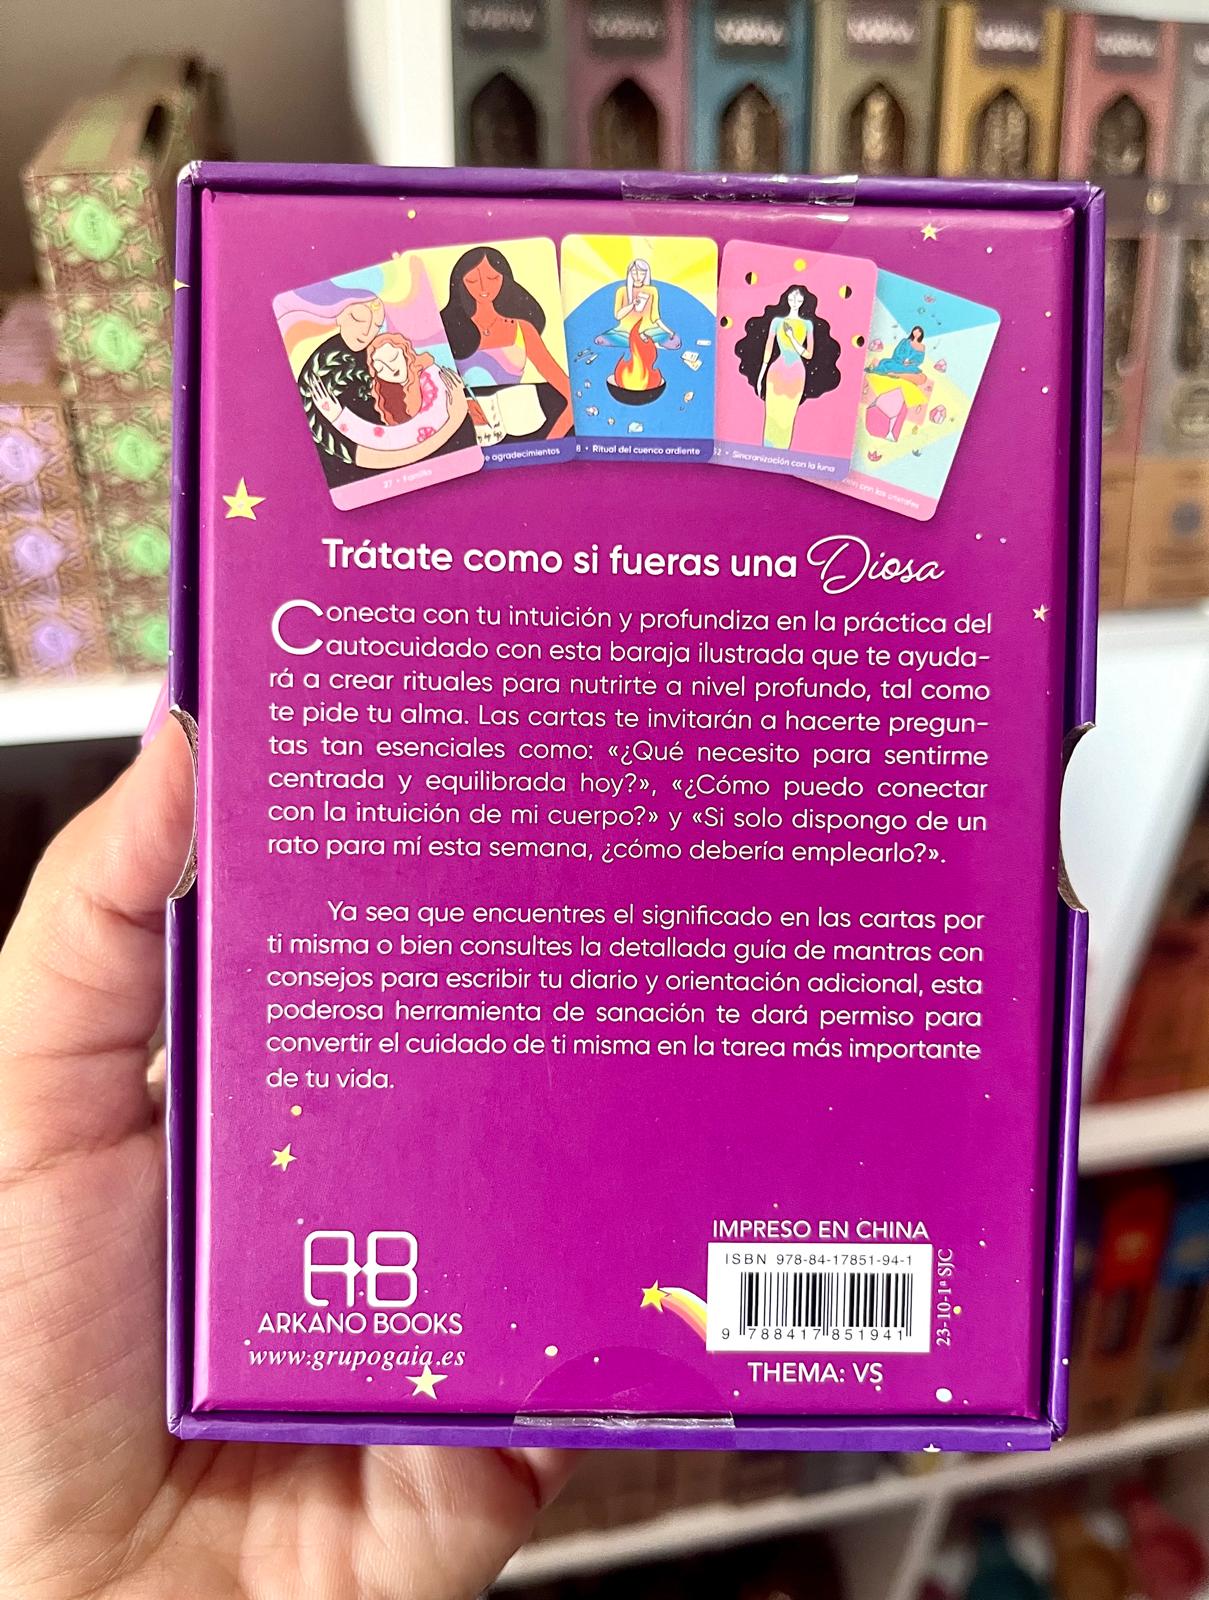 27 • Familia
e agradecimientos
8 • Ritual del cuenco ardiente
32 • Sincronización con la luna
con los cristales
Trátate como si fueras una Diosa
Conecta con tu intuición y profundiza en la práctica del
autocuidado con esta baraja ilustrada que te ayuda-
rá a crear rituales para nutrirte a nivel profundo, tal como
te pide tu alma. Las cartas te invitarán a hacerte pregun-
tas tan esenciales como: «¿Qué necesito para sentirme
centrada y equilibrada hoy?», «¿Cómo puedo conectar
con la intuición de mi cuerpo?» y «Si solo dispongo de un
rato para mí esta semana, ¿cómo debería emplearlo?».
Ya sea que encuentres el significado en las cartas por
ti misma o bien consultes la detallada guía de mantras con
consejos para escribir tu diario y orientación adicional, esta
poderosa herramienta de sanación te dará permiso para
convertir el cuidado de ti misma en la tarea más importante
de tu vida.
AB
ARKANO BOOKS
www.grupogaia.es
IMPRESO EN CHINA
ISBN 978-84-17851-94-1
9 788417 851941
23-10-1ª SJC
THEMA: VS